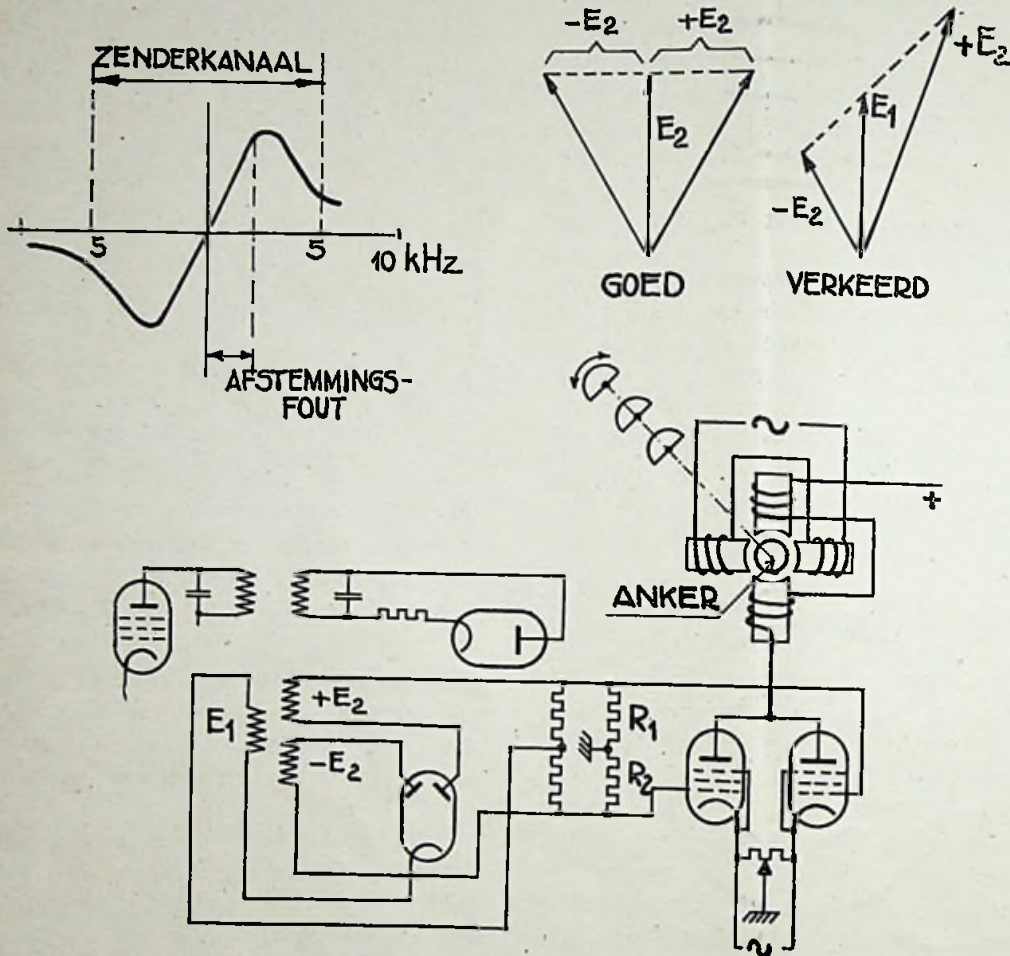 ZENDERKANAAL
5
5
10 kHz
AFSTEMMINGS-
FOUT
-E2 +E2
E2
GOED
+E2
E1
-E2
VERKEERD
~
+
ANKER
E1
+E2
-E2
R1
R2
~